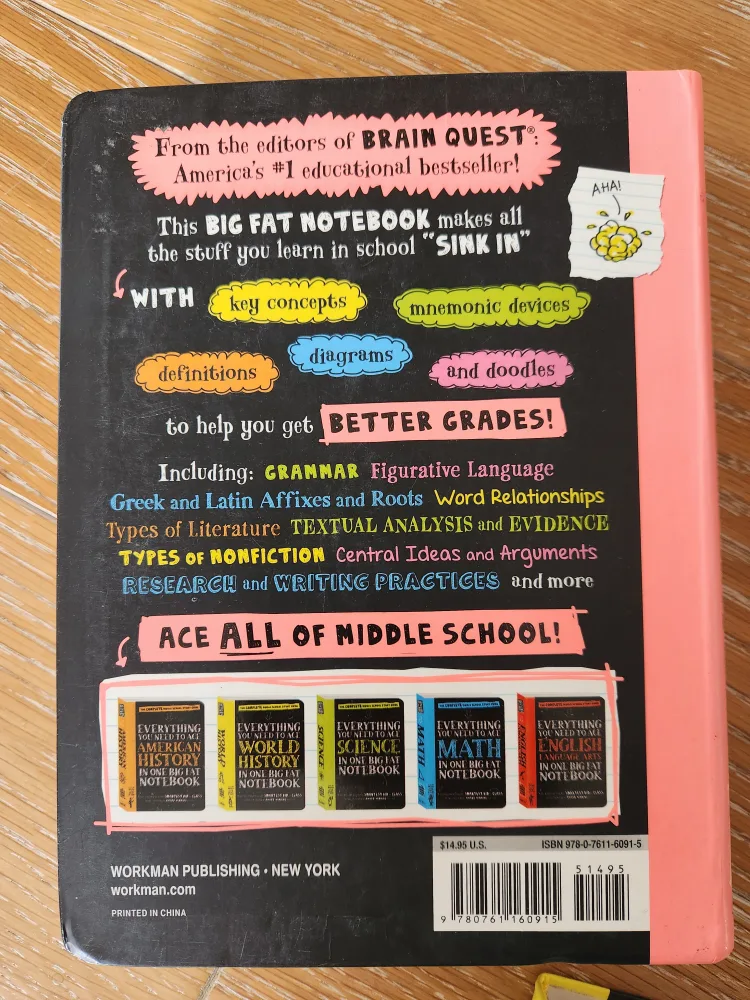 From the editors of BRAIN QUEST®:
America's #1 educational bestseller!
AHA!
This BIG FAT NOTEBOOK makes all
the stuff you learn in school "SINK IN"
WITH key concepts mnemonic devices
definitions diagrams and doodles
to help you get BETTER GRADES!
Including: GRAMMAR Figurative Language
Greek and Latin Affixes and Roots Word Relationships
Types of Literature TEXTUAL ANALYSIS and EVIDENCE
TYPES of NONFICTION Central Ideas and Arguments
RESEARCH and WRITING PRACTICES and more
ACE ALL OF MIDDLE SCHOOL!
EVERYTHING
YOU NEED TO ACE
AMERICAN
HISTORY
IN ONE BIG FAT
NOTEBOOK
EVERYTHING
YOU NEED TO ACE
WORLD
HISTORY
IN ONE BIG FAT
NOTEBOOK
EVERYTHING
YOU NEED TO ACE
SCIENCE
IN ONE BIG FAT
NOTEBOOK
MATH
EVERYTHING
YOU NEED TO ACE
MATH
IN ONE BIG FAT
NOTEBOOK
EVERYTHING
YOU NEED TO ACE
ENGLISH
LANGUAGE ARTS
IN ONE BIG FAT
NOTEBOOK
WORKMAN PUBLISHING • NEW YORK
workman.com
PRINTED IN CHINA
$14.95 U.S. ISBN 978-0-7611-6091-5
51495
9 780761 160915